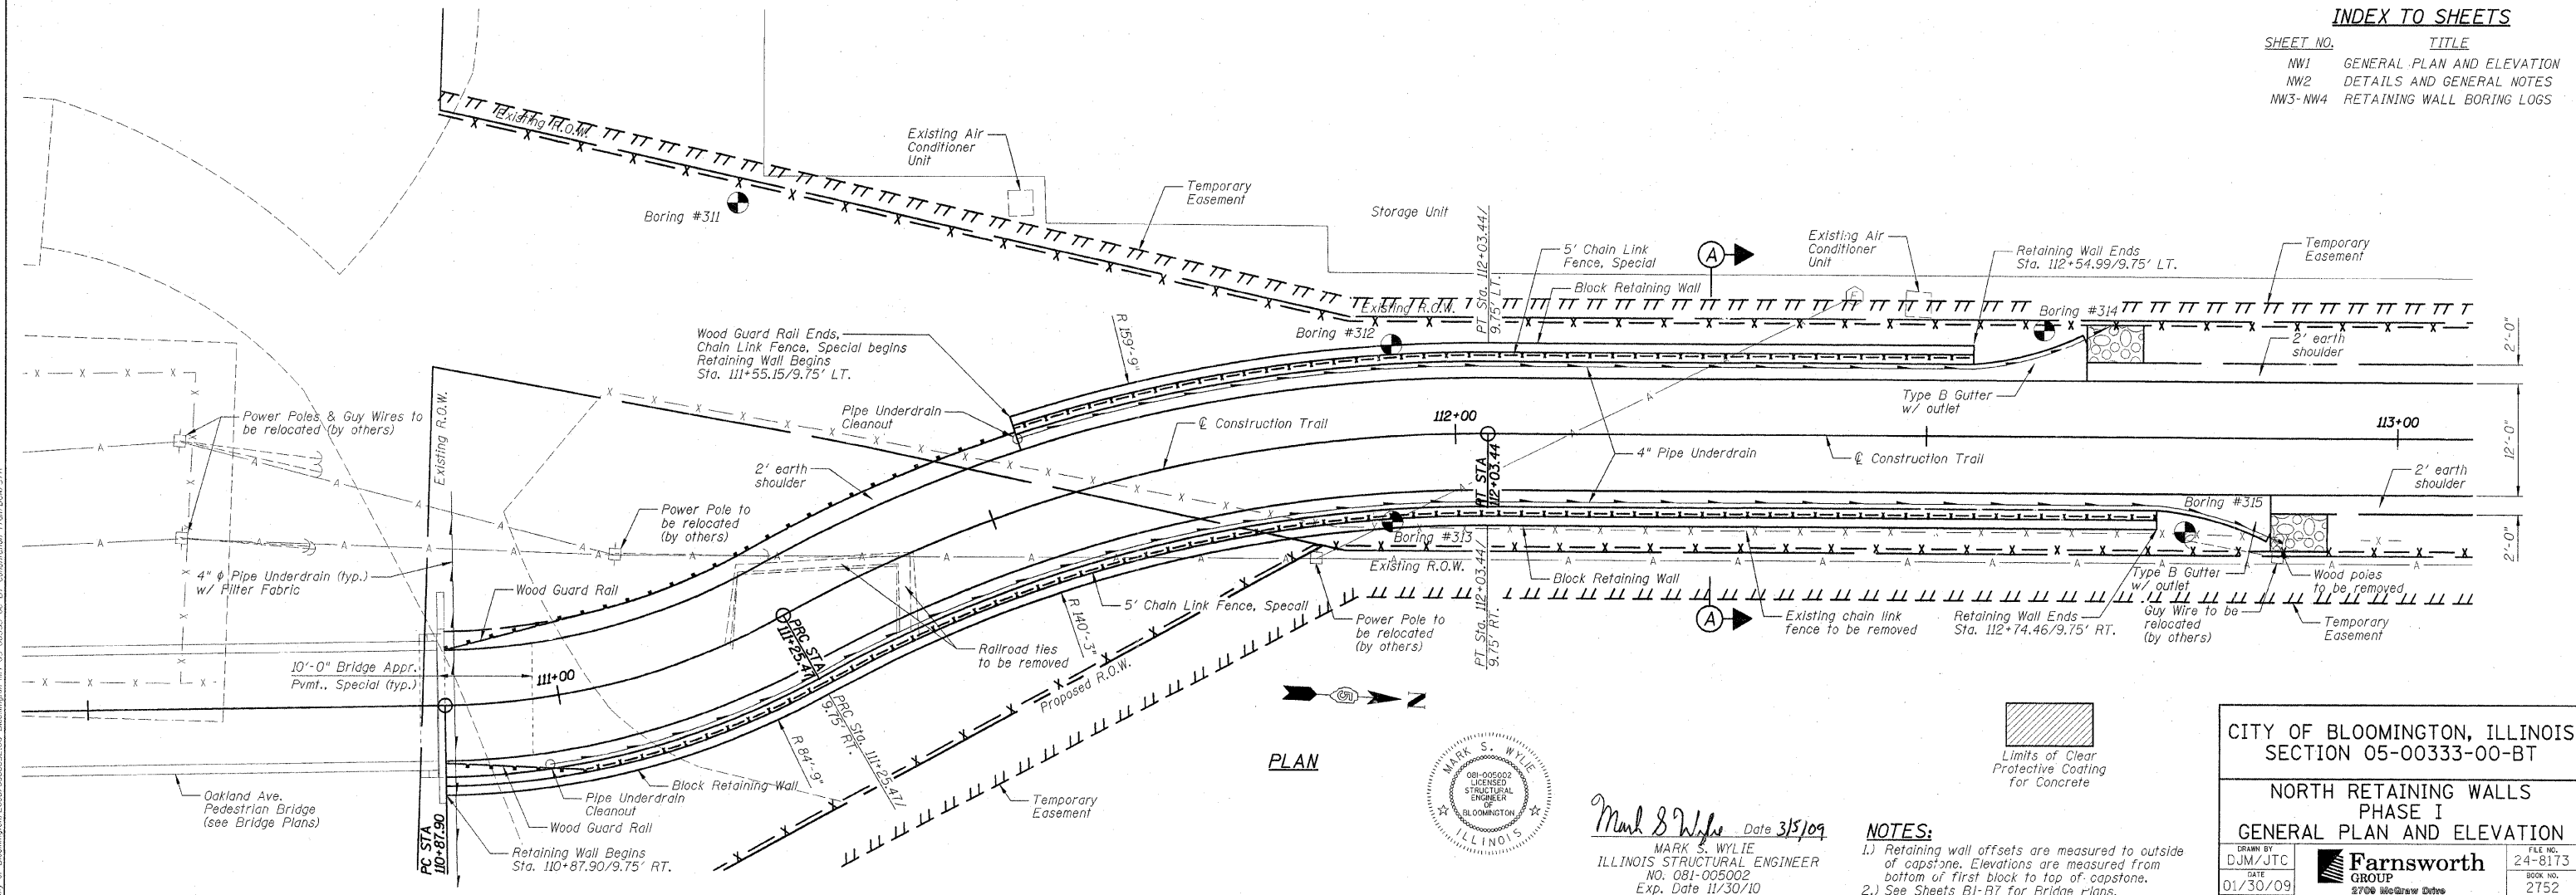 INDEX TO SHEETS
SHEET NO. TITLE
NW1 GENERAL PLAN AND ELEVATION
NW2 DETAILS AND GENERAL NOTES
NW3-NW4 RETAINING WALL BORING LOGS
Existing R.O.W.
Boring #311
Existing Air
Conditioner
Unit
Temporary
Easement
Storage Unit
PT Sta. 112+03.44/
9.75' LT.
5' Chain Link
Fence, Special
Block Retaining Wall
A
Existing Air
Conditioner
Unit
Retaining Wall Ends
Sta. 112+54.99/9.75' LT.
Temporary
Easement
Existing R.O.W.
Boring #312
E
Boring #314
2' earth
shoulder
2'-0"
Wood Guard Rail Ends,
Chain Link Fence, Special begins
Retaining Wall Begins
Sta. 111+55.15/9.75' LT.
R 159'-9"
Pipe Underdrain
Cleanout
℄ Construction Trail
112+00
Type B Gutter
w/ outlet
113+00
12'-0"
Power Poles & Guy Wires to
be relocated (by others)
Existing R.O.W.
2' earth
shoulder
4" Pipe Underdrain
℄ Construction Trail
2' earth
shoulder
PT STA
112+03.44
Power Pole to
be relocated
(by others)
Boring #313
Boring #315
2'-0"
4" ϕ Pipe Underdrain (typ.)
w/ Filter Fabric
Wood Guard Rail
Existing R.O.W.
Block Retaining Wall
Type B Gutter
w/ outlet
Wood poles
to be removed
PRC STA
111+25.47
Railroad ties
to be removed
R 140'-3"
5' Chain Link Fence, Specail
Power Pole to
be relocated
(by others)
PT Sta. 112+03.44/
9.75' RT.
A
Existing chain link
fence to be removed
Retaining Wall Ends
Sta. 112+74.46/9.75' RT.
Guy Wire to be
relocated
(by others)
Temporary
Easement
10'-0" Bridge Appr.
Pvmt., Special (typ.)
111+00
PRC Sta. 111+25.47/
9.75' RT.
Proposed R.O.W.
N
R 84'-9"
Block Retaining Wall
PLAN
Oakland Ave.
Pedestrian Bridge
(see Bridge Plans)
Pipe Underdrain
Cleanout
Wood Guard Rail
Temporary
Easement
PC STA
110+87.90
Retaining Wall Begins
Sta. 110+87.90/9.75' RT.
MARK S. WYLIE
081-005002
LICENSED
STRUCTURAL
ENGINEER
OF
BLOOMINGTON
ILLINOIS
Mark S Wylie Date 3/5/09
MARK S. WYLIE
ILLINOIS STRUCTURAL ENGINEER
NO. 081-005002
Exp. Date 11/30/10
Limits of Clear
Protective Coating
for Concrete
NOTES:
1.) Retaining wall offsets are measured to outside
of capstone. Elevations are measured from
bottom of first block to top of capstone.
2.) See Sheets B1-B7 for Bridge plans.
CITY OF BLOOMINGTON, ILLINOIS
SECTION 05-00333-00-BT
NORTH RETAINING WALLS
PHASE I
GENERAL PLAN AND ELEVATION
DRAWN BY
DJM/JTC
DATE
01/30/09
Farnsworth
GROUP
2709 McGraw Drive
FILE NO.
24-8173
BOOK NO.
2752